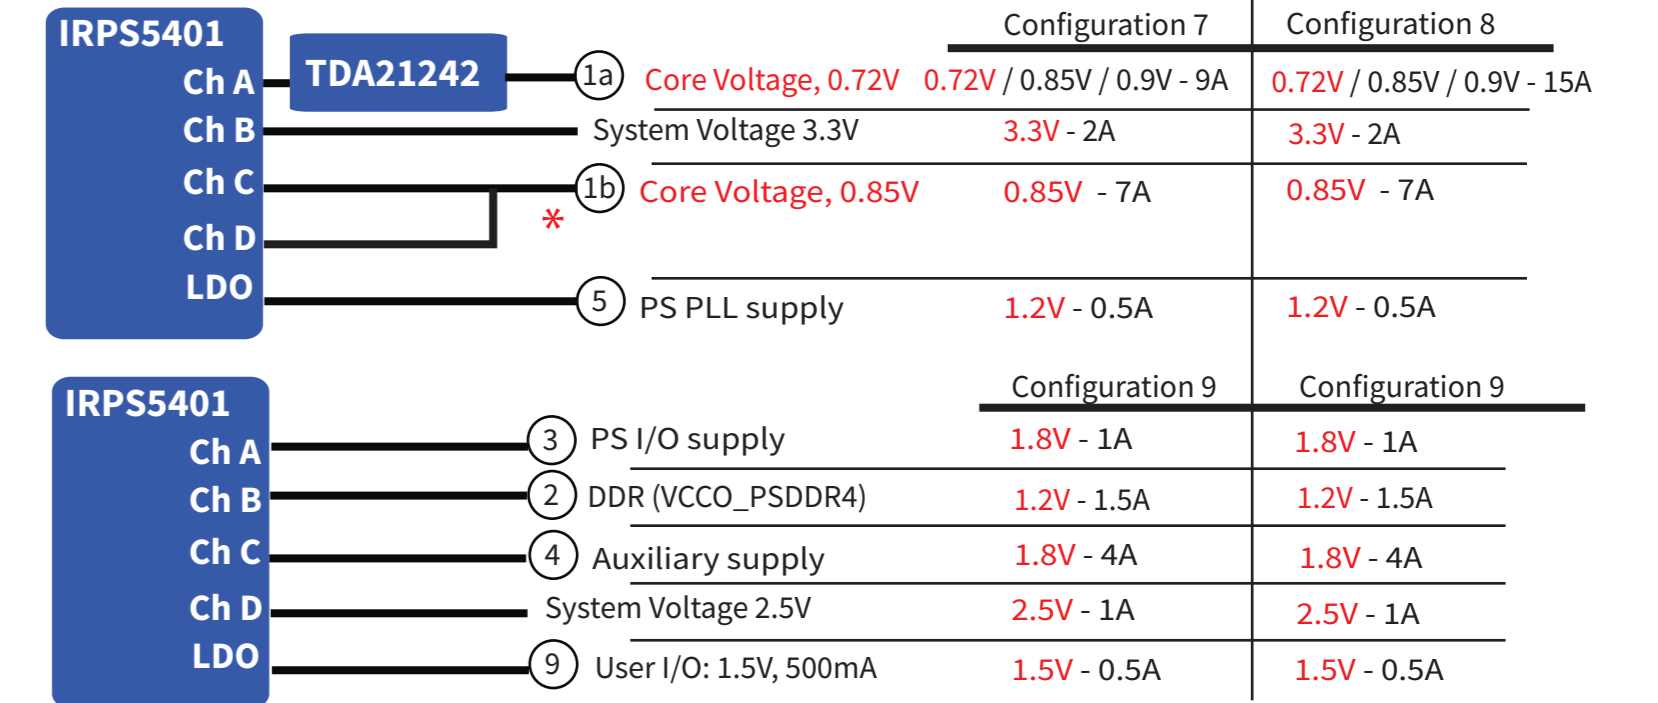 IRPS5401
Configuration 7
Configuration 8
Ch A
TDA21242
1a
Core Voltage, 0.72V
0.72V / 0.85V / 0.9V - 9A
0.72V / 0.85V / 0.9V - 15A
Ch B
System Voltage 3.3V
3.3V - 2A
3.3V - 2A
Ch C
1b
Core Voltage, 0.85V
0.85V - 7A
0.85V - 7A
*
Ch D
LDO
5
PS PLL supply
1.2V - 0.5A
1.2V - 0.5A
IRPS5401
Configuration 9
Configuration 9
Ch A
3
PS I/O supply
1.8V - 1A
1.8V - 1A
Ch B
2
DDR (VCCO_PSDDR4)
1.2V - 1.5A
1.2V - 1.5A
Ch C
4
Auxiliary supply
1.8V - 4A
1.8V - 4A
Ch D
System Voltage 2.5V
2.5V - 1A
2.5V - 1A
LDO
9
User I/O: 1.5V, 500mA
1.5V - 0.5A
1.5V - 0.5A